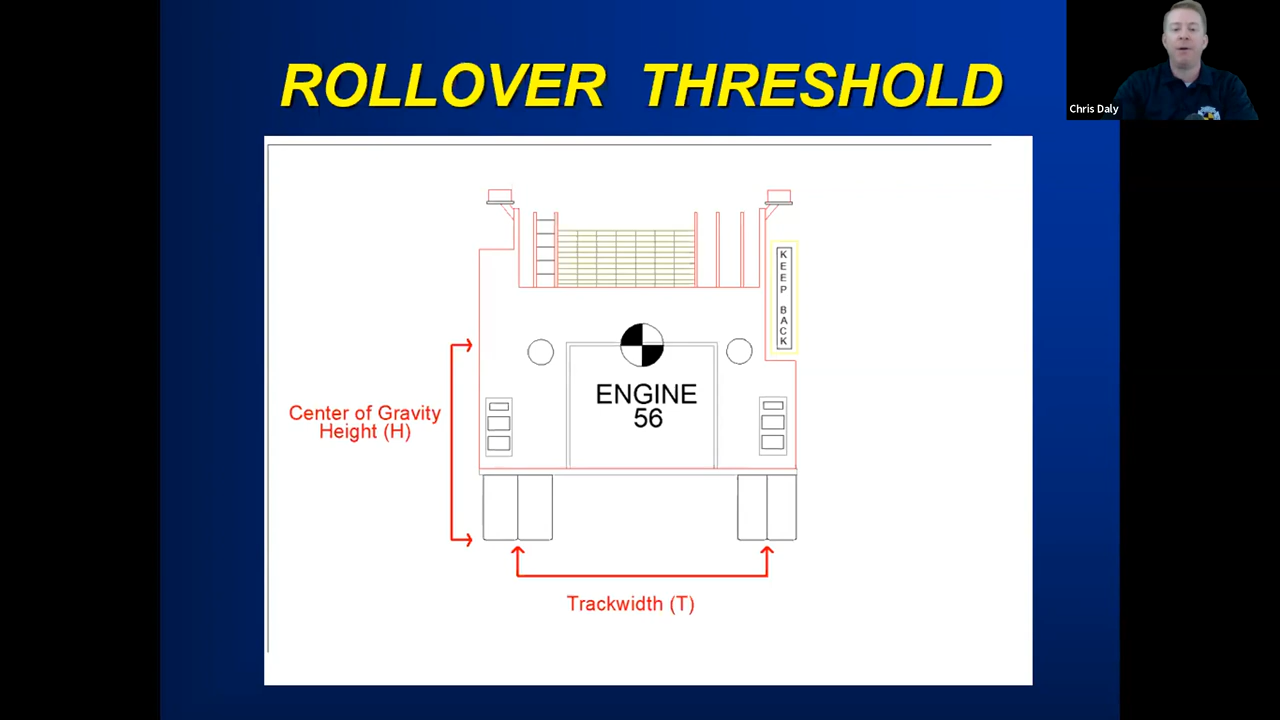 ROLLOVER THRESHOLD
Chris Daly
KEEP BACK
ENGINE
56
Center of Gravity
Height (H)
Trackwidth (T)